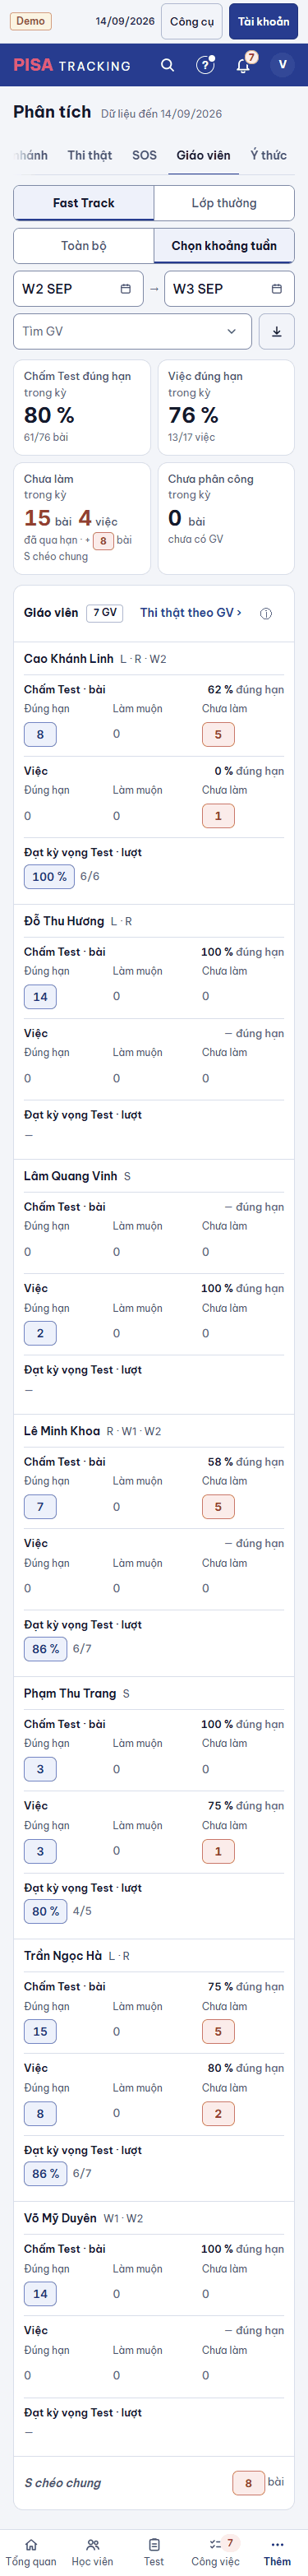 Demo 14/09/2026 Công cụ Tài khoản
PISA TRACKING ? 7 V
Phân tích Dữ liệu đến 14/09/2026
nhánh Thi thật SOS Giáo viên Ý thức
Fast Track Lớp thường
Toàn bộ Chọn khoảng tuần
W2 SEP → W3 SEP
Tìm GV
Chấm Test đúng hạn
trong kỳ
80 %
61/76 bài
Việc đúng hạn
trong kỳ
76 %
13/17 việc
Chưa làm
trong kỳ
15 bài 4 việc
đã qua hạn · + 8 bài
S chéo chung
Chưa phân công
trong kỳ
0 bài
chưa có GV
Giáo viên 7 GV Thi thật theo GV › ⓘ
Cao Khánh Linh L · R · W2
Chấm Test · bài 62 % đúng hạn
Đúng hạn Làm muộn Chưa làm
8 0 5
Việc 0 % đúng hạn
Đúng hạn Làm muộn Chưa làm
0 0 1
Đạt kỳ vọng Test · lượt
100 % 6/6
Đỗ Thu Hương L · R
Chấm Test · bài 100 % đúng hạn
Đúng hạn Làm muộn Chưa làm
14 0 0
Việc — đúng hạn
Đúng hạn Làm muộn Chưa làm
0 0 0
Đạt kỳ vọng Test · lượt
—
Lâm Quang Vinh S
Chấm Test · bài — đúng hạn
Đúng hạn Làm muộn Chưa làm
0 0 0
Việc 100 % đúng hạn
Đúng hạn Làm muộn Chưa làm
2 0 0
Đạt kỳ vọng Test · lượt
—
Lê Minh Khoa R · W1 · W2
Chấm Test · bài 58 % đúng hạn
Đúng hạn Làm muộn Chưa làm
7 0 5
Việc — đúng hạn
Đúng hạn Làm muộn Chưa làm
0 0 0
Đạt kỳ vọng Test · lượt
86 % 6/7
Phạm Thu Trang S
Chấm Test · bài 100 % đúng hạn
Đúng hạn Làm muộn Chưa làm
3 0 0
Việc 75 % đúng hạn
Đúng hạn Làm muộn Chưa làm
3 0 1
Đạt kỳ vọng Test · lượt
80 % 4/5
Trần Ngọc Hà L · R
Chấm Test · bài 75 % đúng hạn
Đúng hạn Làm muộn Chưa làm
15 0 5
Việc 80 % đúng hạn
Đúng hạn Làm muộn Chưa làm
8 0 2
Đạt kỳ vọng Test · lượt
86 % 6/7
Võ Mỹ Duyên W1 · W2
Chấm Test · bài 100 % đúng hạn
Đúng hạn Làm muộn Chưa làm
14 0 0
Việc — đúng hạn
Đúng hạn Làm muộn Chưa làm
0 0 0
Đạt kỳ vọng Test · lượt
—
S chéo chung 8 bài
7
Tổng quan Học viên Test Công việc Thêm